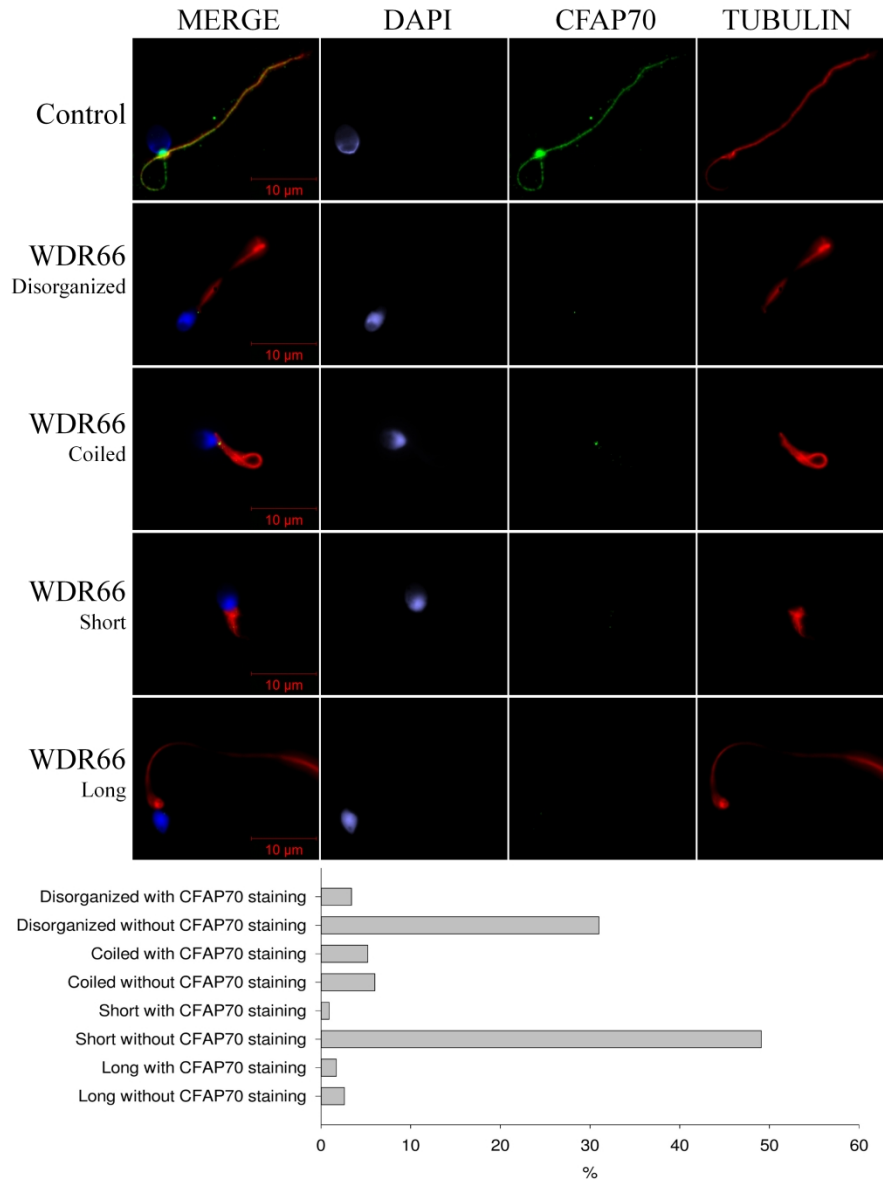 MERGE DAPI CFAP70 TUBULIN
Control
10 µm
WDR66
Disorganized
10 µm
WDR66
Coiled
10 µm
WDR66
Short
10 µm
WDR66
Long
10 µm
Disorganized with CFAP70 staining
Disorganized without CFAP70 staining
Coiled with CFAP70 staining
Coiled without CFAP70 staining
Short with CFAP70 staining
Short without CFAP70 staining
Long with CFAP70 staining
Long without CFAP70 staining
0 10 20 30 40 50 60
%